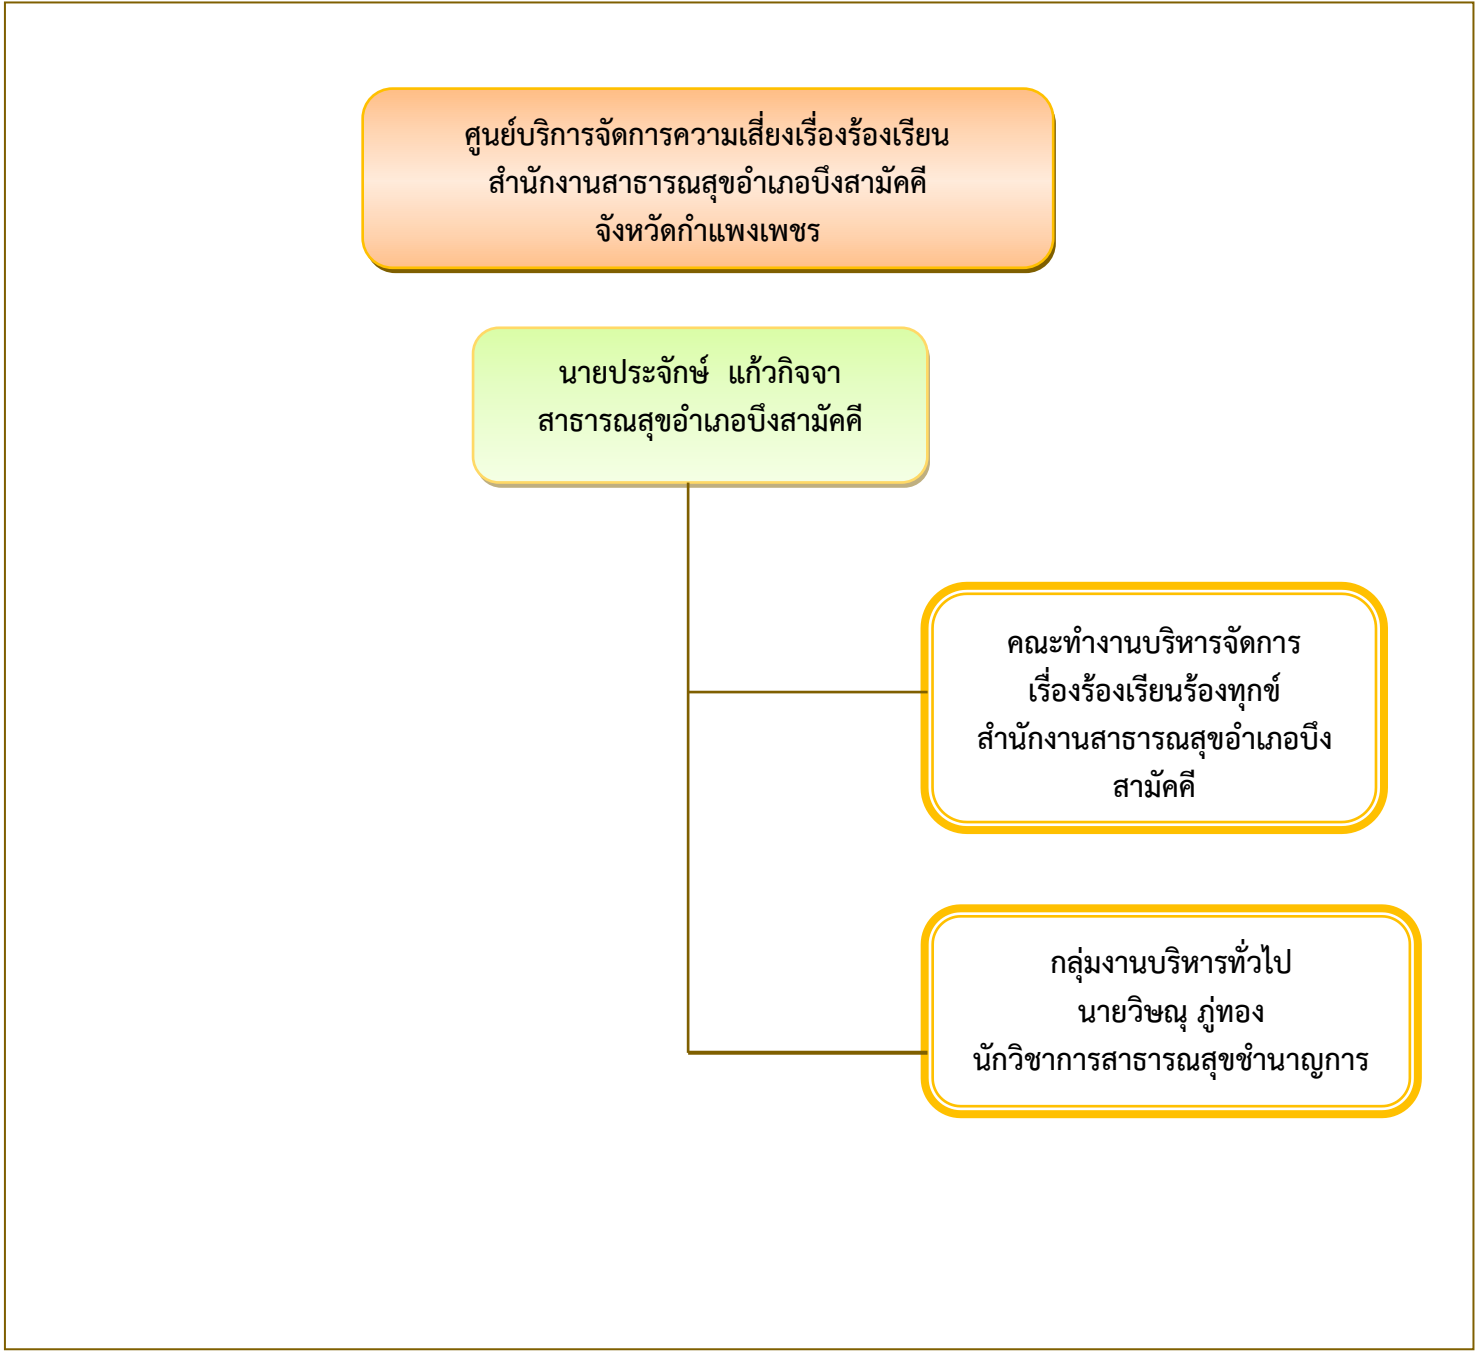 ศูนย์บริการจัดการความเสี่ยงเรื่องร้องเรียน
สำนักงานสาธารณสุขอำเภอบึงสามัคคี
จังหวัดกำแพงเพชร
นายประจักษ์  แก้วกิจจา
สาธารณสุขอำเภอบึงสามัคคี
คณะทำงานบริหารจัดการ
เรื่องร้องเรียนร้องทุกข์
สำนักงานสาธารณสุขอำเภอบึง
สามัคคี
กลุ่มงานบริหารทั่วไป
นายวิษณุ ภู่ทอง
นักวิชาการสาธารณสุขชำนาญการ